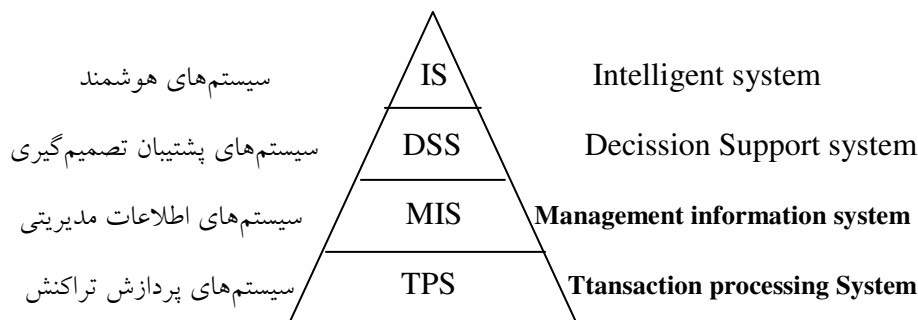 سیستم‌های هوشمند IS Intelligent system
سیستم‌های پشتیبان تصمیم‌گیری DSS Decission Support system
سیستم‌های اطلاعات مدیریتی MIS Management information system
سیستم‌های پردازش تراکنش TPS Ttansaction processing System